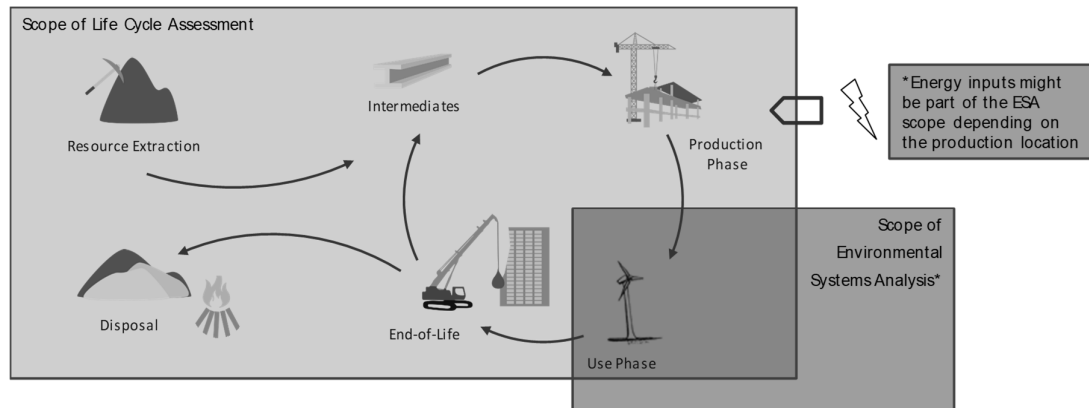 Scope of Life Cycle Assessment
Resource Extraction
Intermediates
Production
Phase
*Energy inputs might
be part of the ESA
scope depending on
the production location
Scope of
Environmental
Systems Analysis*
Disposal
End-of-Life
Use Phase